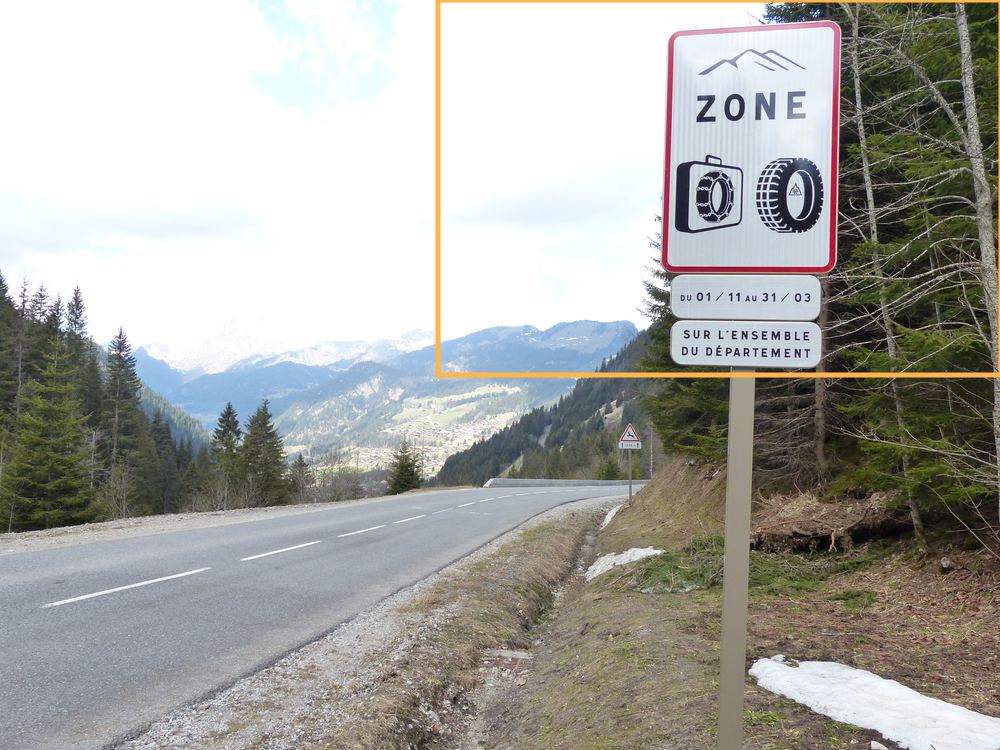 ZONE
DU 01 / 11 AU 31 / 03
SUR L'ENSEMBLE
DU DÉPARTEMENT